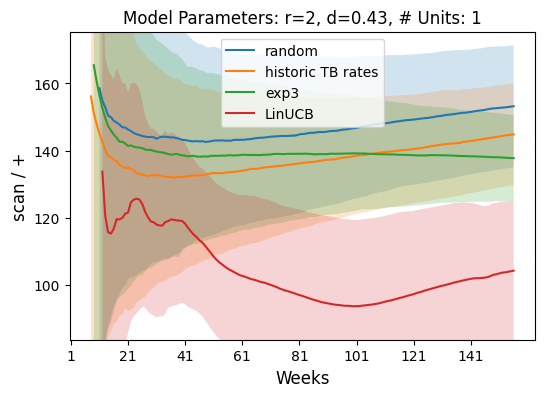 Model Parameters: r=2, d=0.43, # Units: 1
random
historic TB rates
exp3
LinUCB
scan / +
160
140
120
100
1 21 41 61 81 101 121 141
Weeks